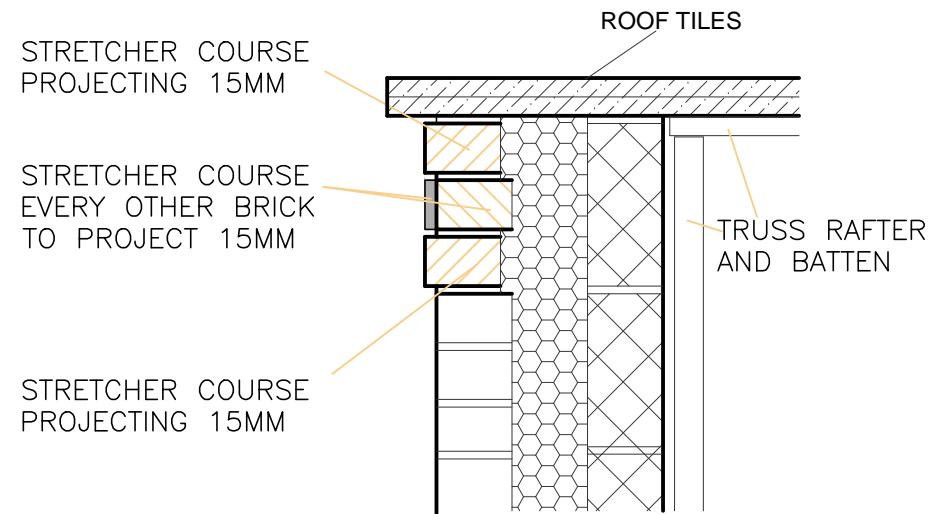 ROOF TILES
STRETCHER COURSE
PROJECTING 15MM
STRETCHER COURSE
EVERY OTHER BRICK
TO PROJECT 15MM
TRUSS RAFTER
AND BATTEN
STRETCHER COURSE
PROJECTING 15MM